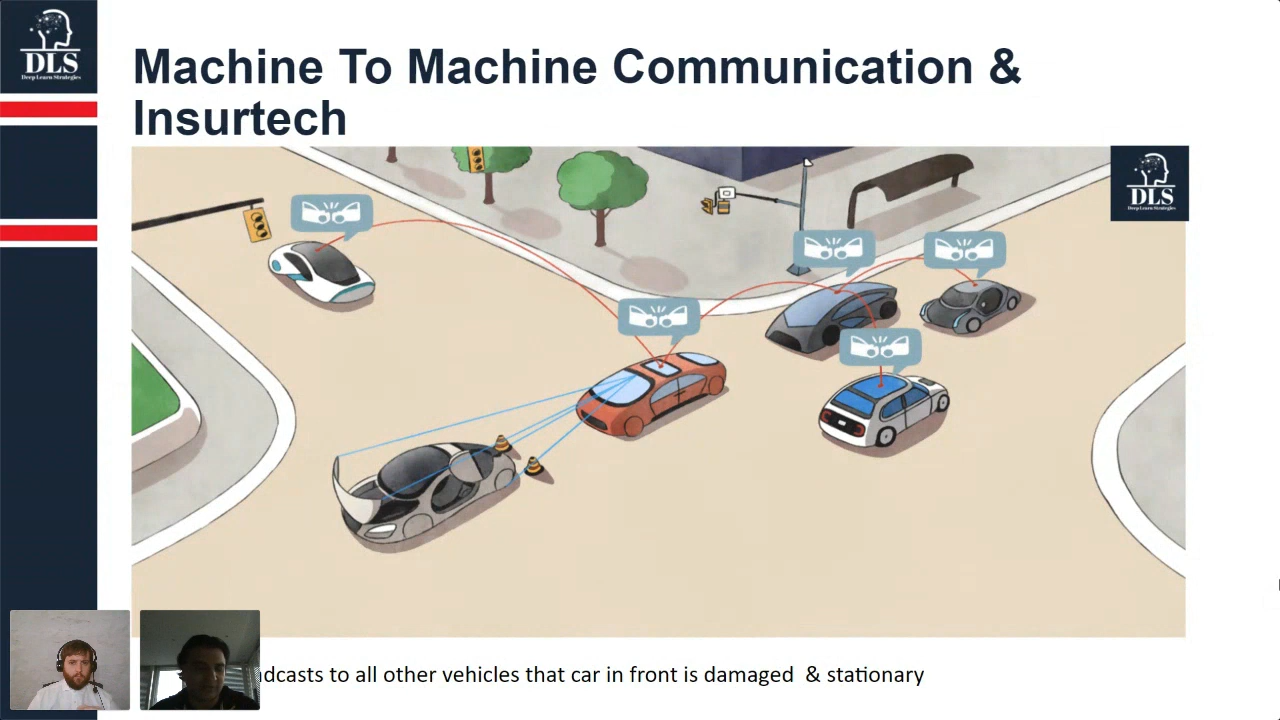 DLS
Deep Learn Strategies
Machine To Machine Communication &
Insurtech
DLS
Deep Learn Strategies
to all other vehicles that car in front is damaged & stationary